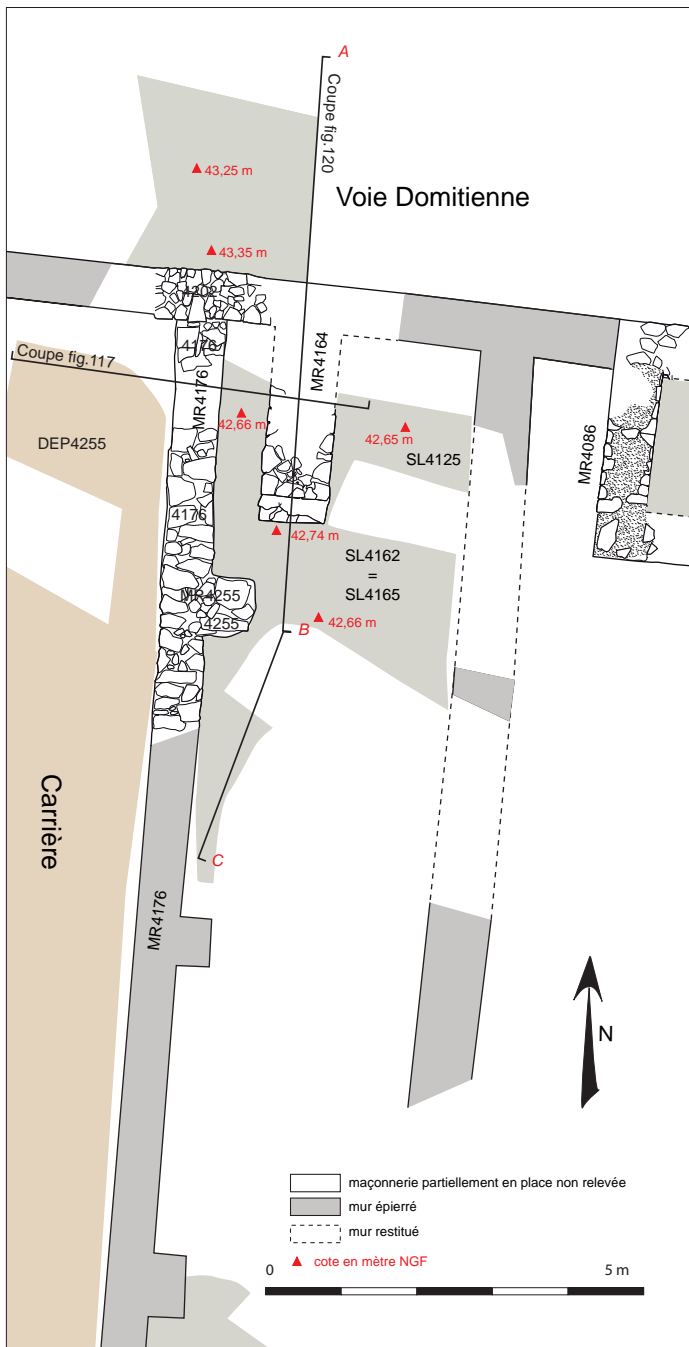 A
Coupe fig.120
43,25 m
Voie Domitienne
43,35 m
4202
4176
Coupe fig.117
MR4176
MR4164
42,66 m
42,65 m
DEP4255
SL4125
MR4086
4176
42,74 m
SL4162
=
SL4165
MR4255
4255
42,66 m
B
Carrière
C
MR4176
N
maçonnerie partiellement en place non relevée
mur épierré
mur restitué
cote en mètre NGF
0
5 m